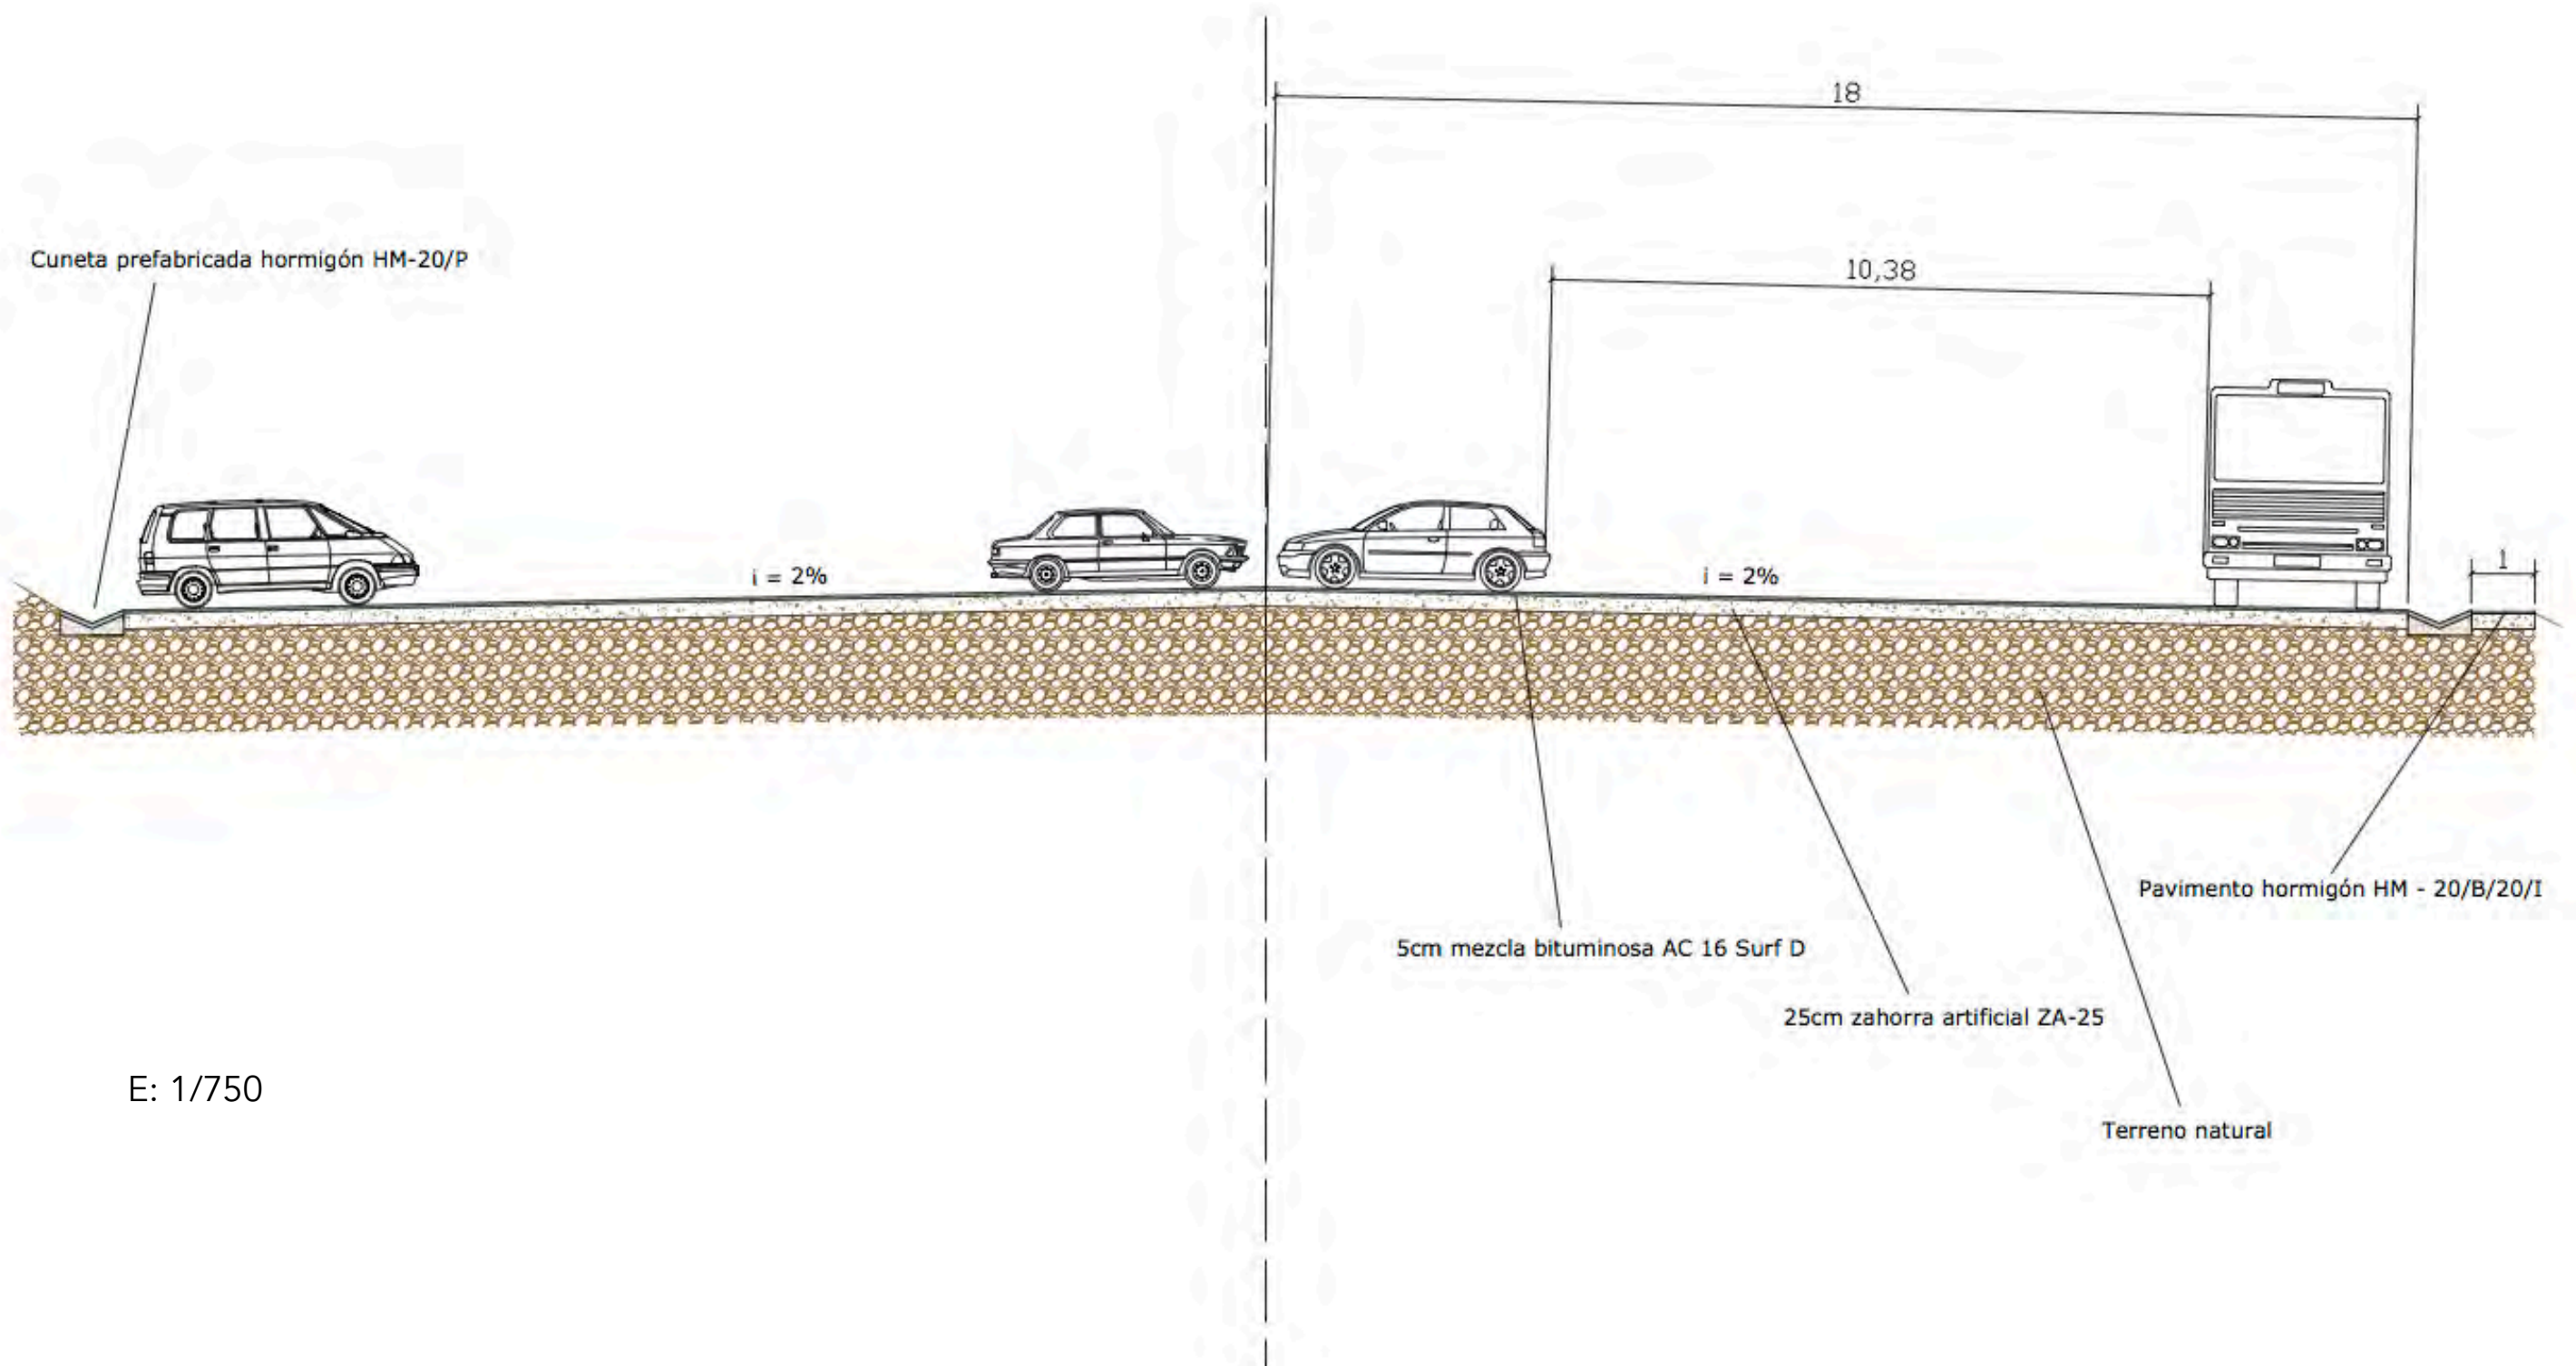 18
10,38
Cuneta prefabricada hormigón HM-20/P
1
i = 2%
i = 2%
Pavimento hormigón HM - 20/B/20/I
5cm mezcla bituminosa AC 16 Surf D
25cm zahorra artificial ZA-25
E: 1/750
Terreno natural